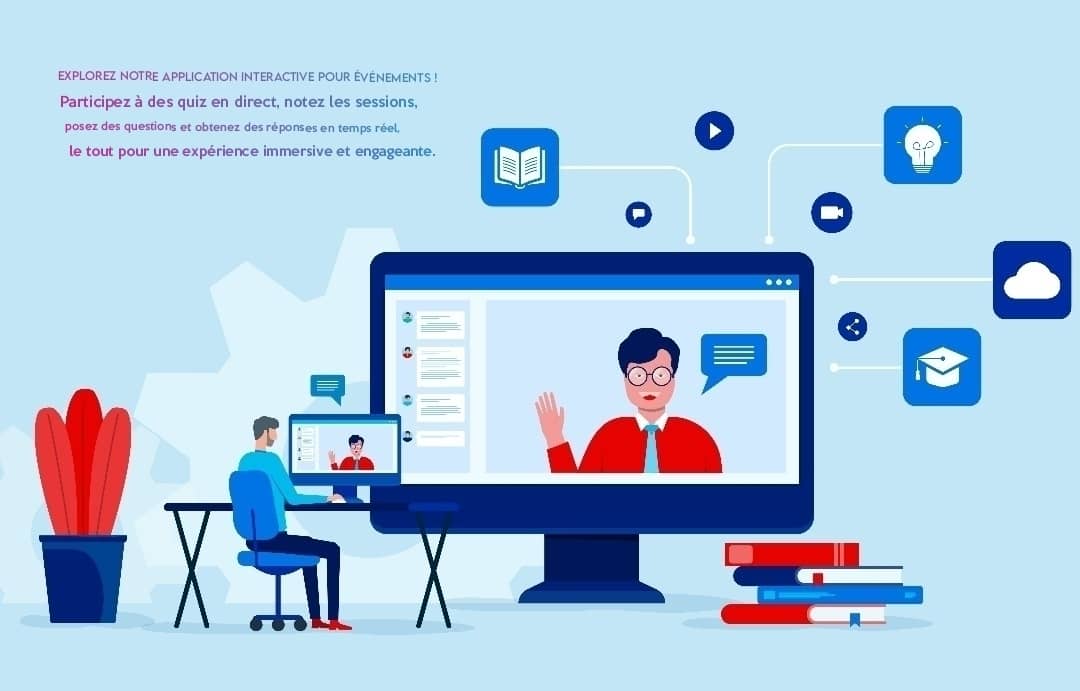 EXPLOREZ NOTRE APPLICATION INTERACTIVE POUR ÉVÉNEMENTS !
Participez à des quiz en direct, notez les sessions,
posez des questions et obtenez des réponses en temps réel,
le tout pour une expérience immersive et engageante.